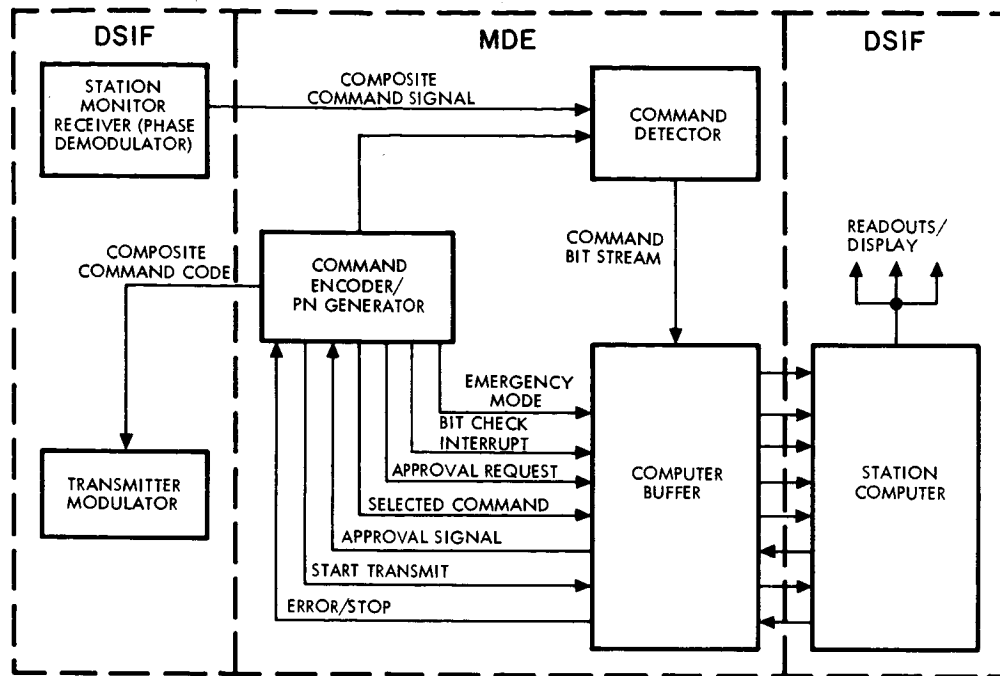 DSIF
MDE
DSIF
STATION
MONITOR
RECEIVER (PHASE
DEMODULATOR)
COMPOSITE
COMMAND SIGNAL
COMMAND
DETECTOR
COMPOSITE
COMMAND CODE
COMMAND
ENCODER/
PN GENERATOR
COMMAND
BIT STREAM
READOUTS/
DISPLAY
TRANSMITTER
MODULATOR
EMERGENCY
MODE
BIT CHECK
INTERRUPT
APPROVAL REQUEST
SELECTED COMMAND
APPROVAL SIGNAL
START TRANSMIT
ERROR/STOP
COMPUTER
BUFFER
STATION
COMPUTER